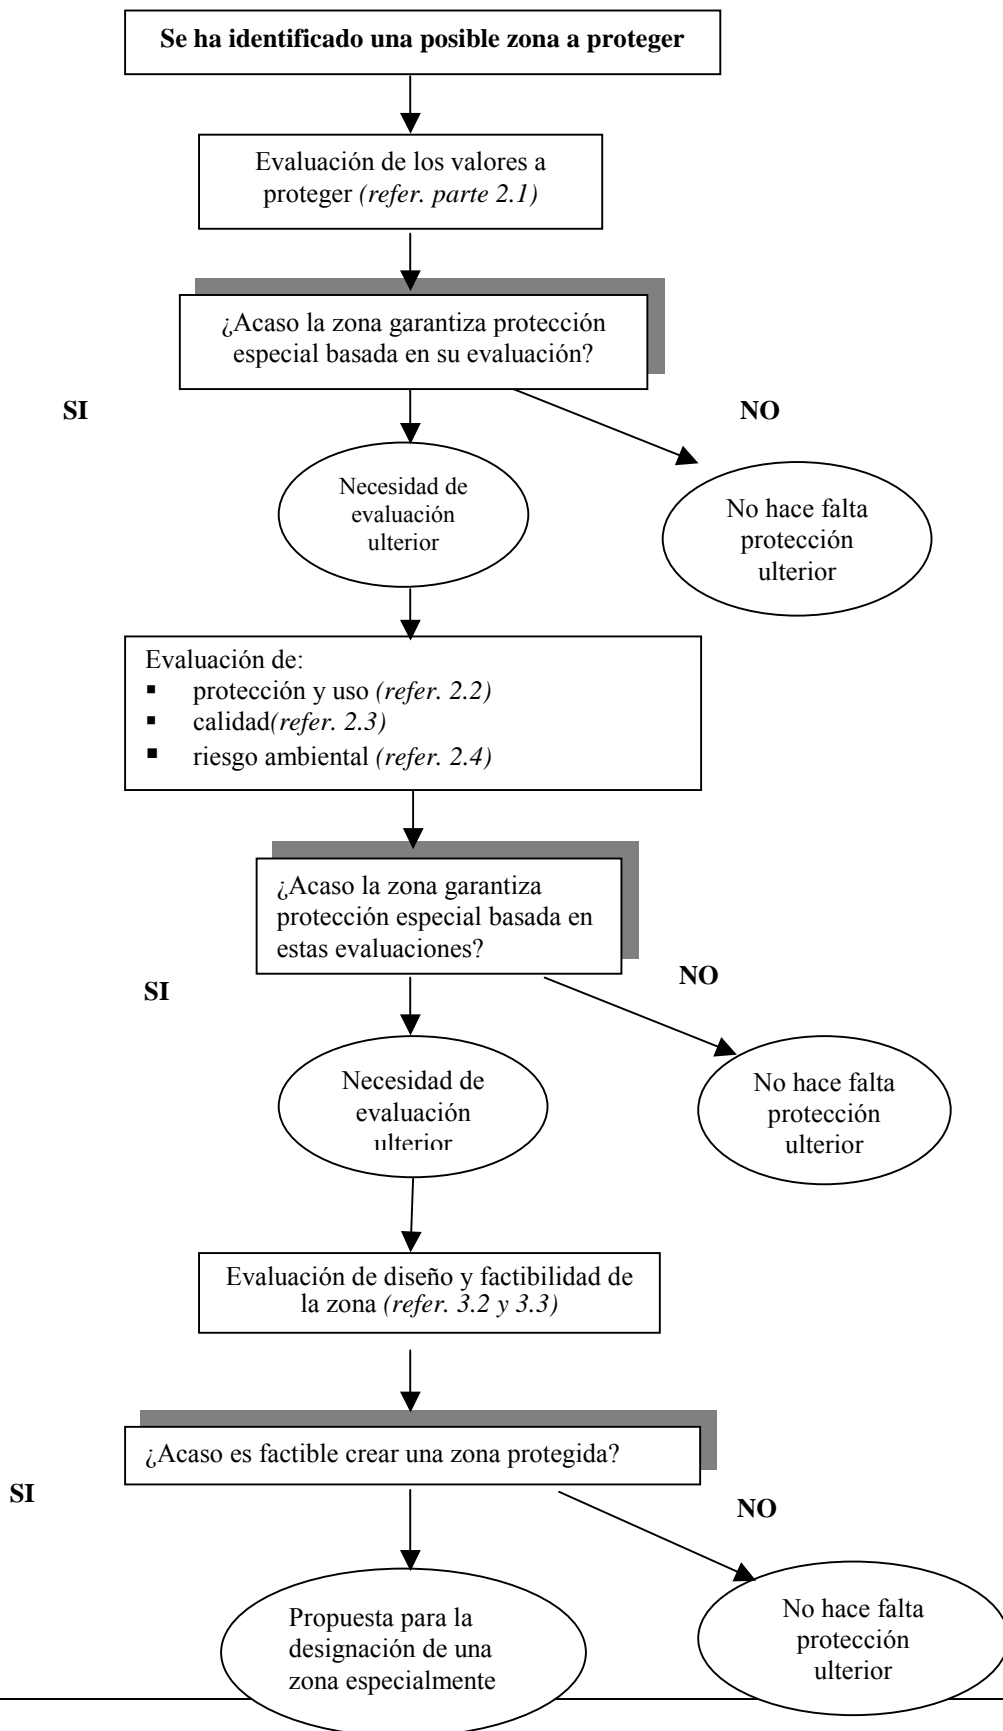 Se ha identificado una posible zona a proteger
Evaluación de los valores a
proteger (refer. parte 2.1)
¿Acaso la zona garantiza protección
especial basada en su evaluación?
SI
NO
Necesidad de
evaluación
ulterior
No hace falta
protección
ulterior
Evaluación de:
▪ protección y uso (refer. 2.2)
▪ calidad(refer. 2.3)
▪ riesgo ambiental (refer. 2.4)
¿Acaso la zona garantiza
protección especial basada en
estas evaluaciones?
SI
NO
Necesidad de
evaluación
ulterior
No hace falta
protección
ulterior
Evaluación de diseño y factibilidad de
la zona (refer. 3.2 y 3.3)
¿Acaso es factible crear una zona protegida?
SI
NO
Propuesta para la
designación de una
zona especialmente
No hace falta
protección
ulterior